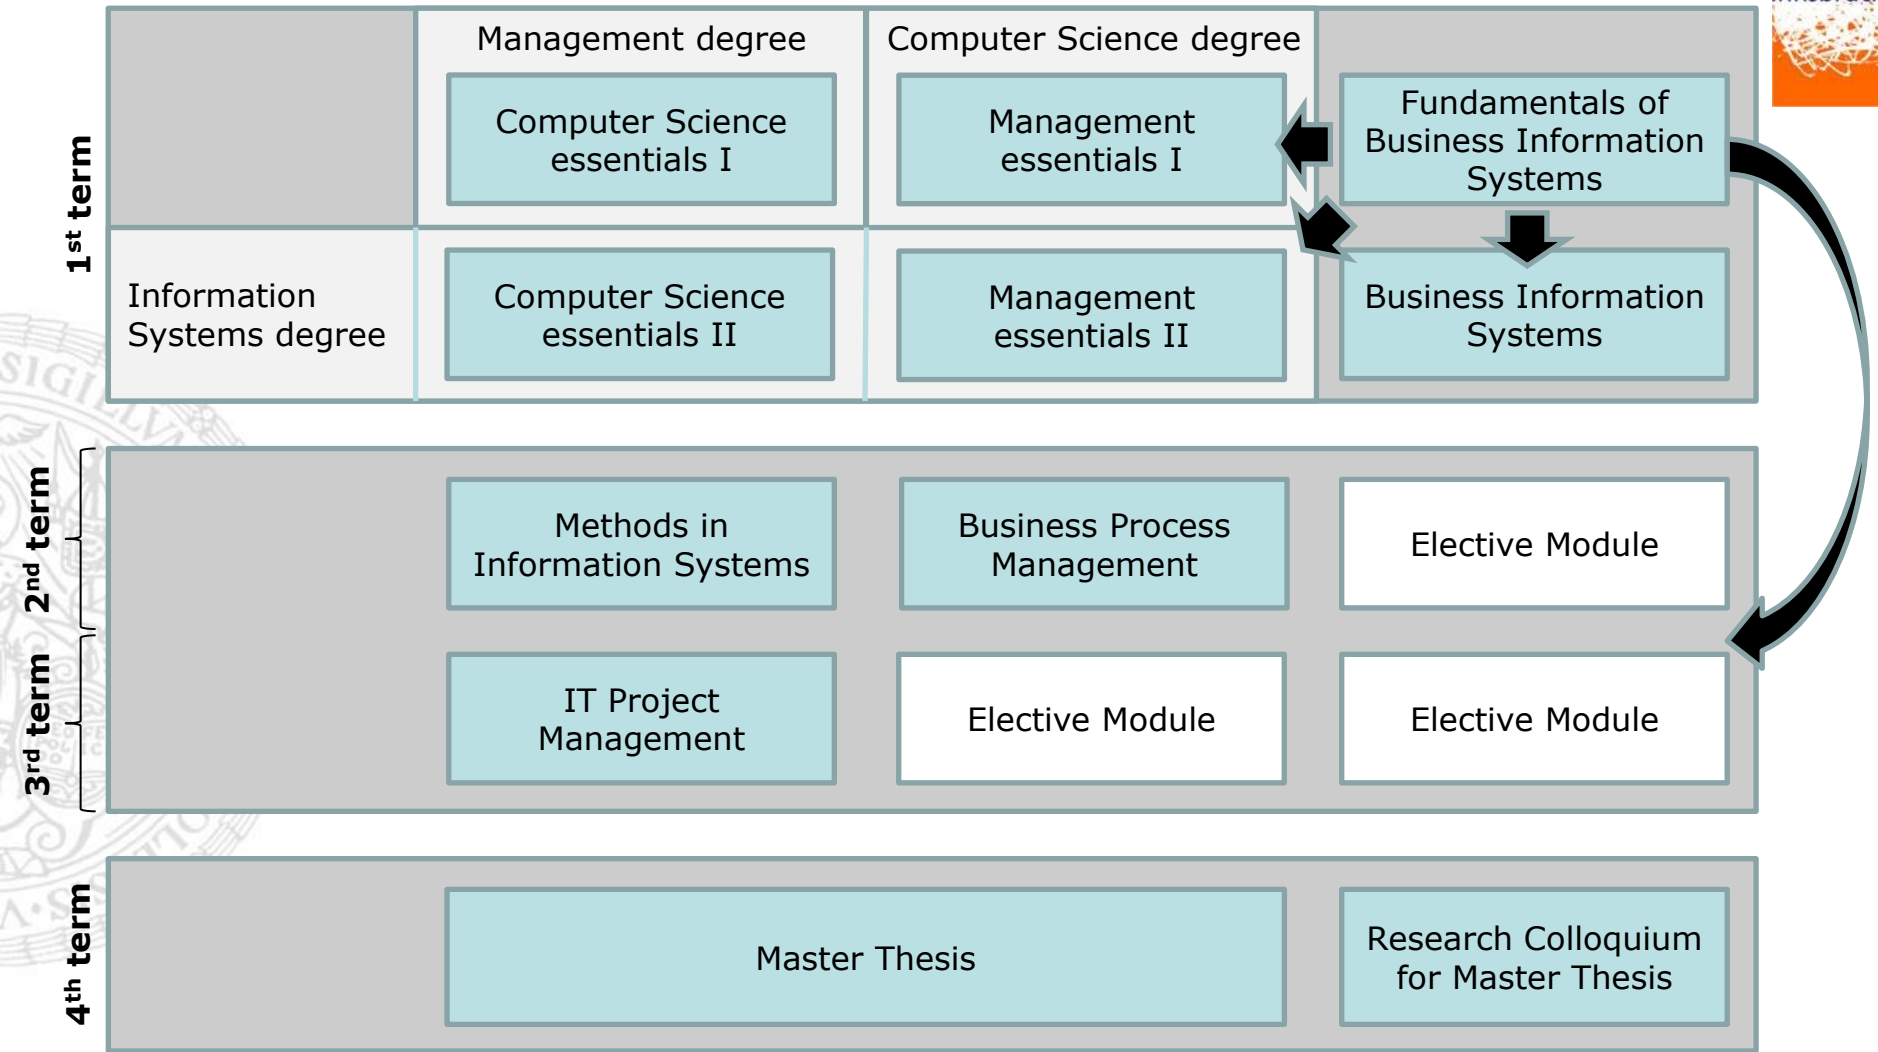 Management degree
Computer Science degree
1st term
Computer Science
essentials I
Management
essentials I
Fundamentals of
Business Information
Systems
Information
Systems degree
Computer Science
essentials II
Management
essentials II
Business Information
Systems
2nd term
Methods in
Information Systems
Business Process
Management
Elective Module
3rd term
IT Project
Management
Elective Module
Elective Module
4th term
Master Thesis
Research Colloquium
for Master Thesis
SIGILLV